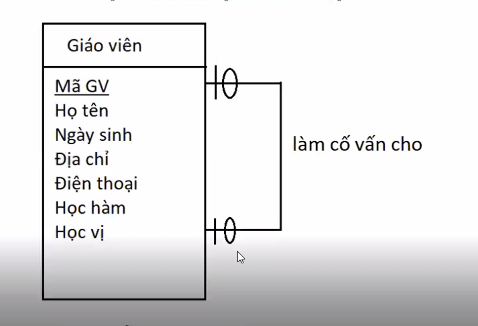 Giáo viên
Mã GV
Họ tên
Ngày sinh
Địa chỉ
Điện thoại
Học hàm
Học vị
làm cố vấn cho